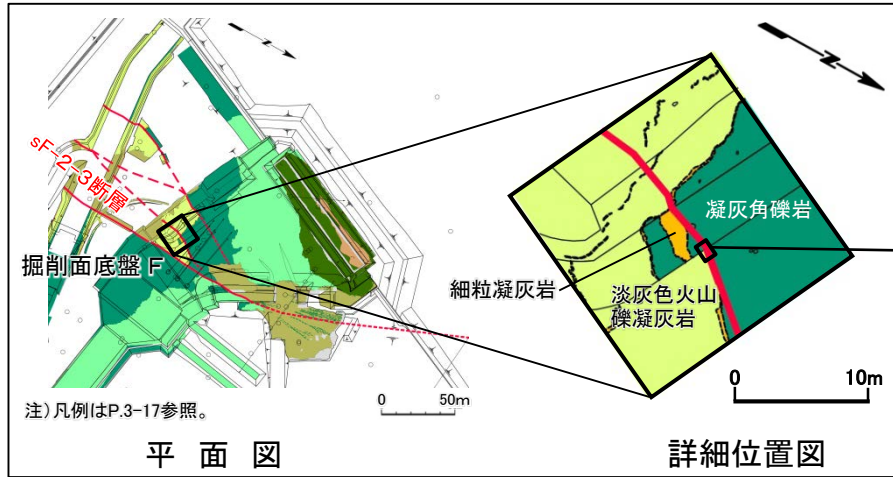 N
sF-2-3断層
掘削面底盤 F
注)凡例はP.3-17参照。
0 50m
平 面 図
N
凝灰角礫岩
細粒凝灰岩
淡灰色火山
礫凝灰岩
0 10m
詳細位置図